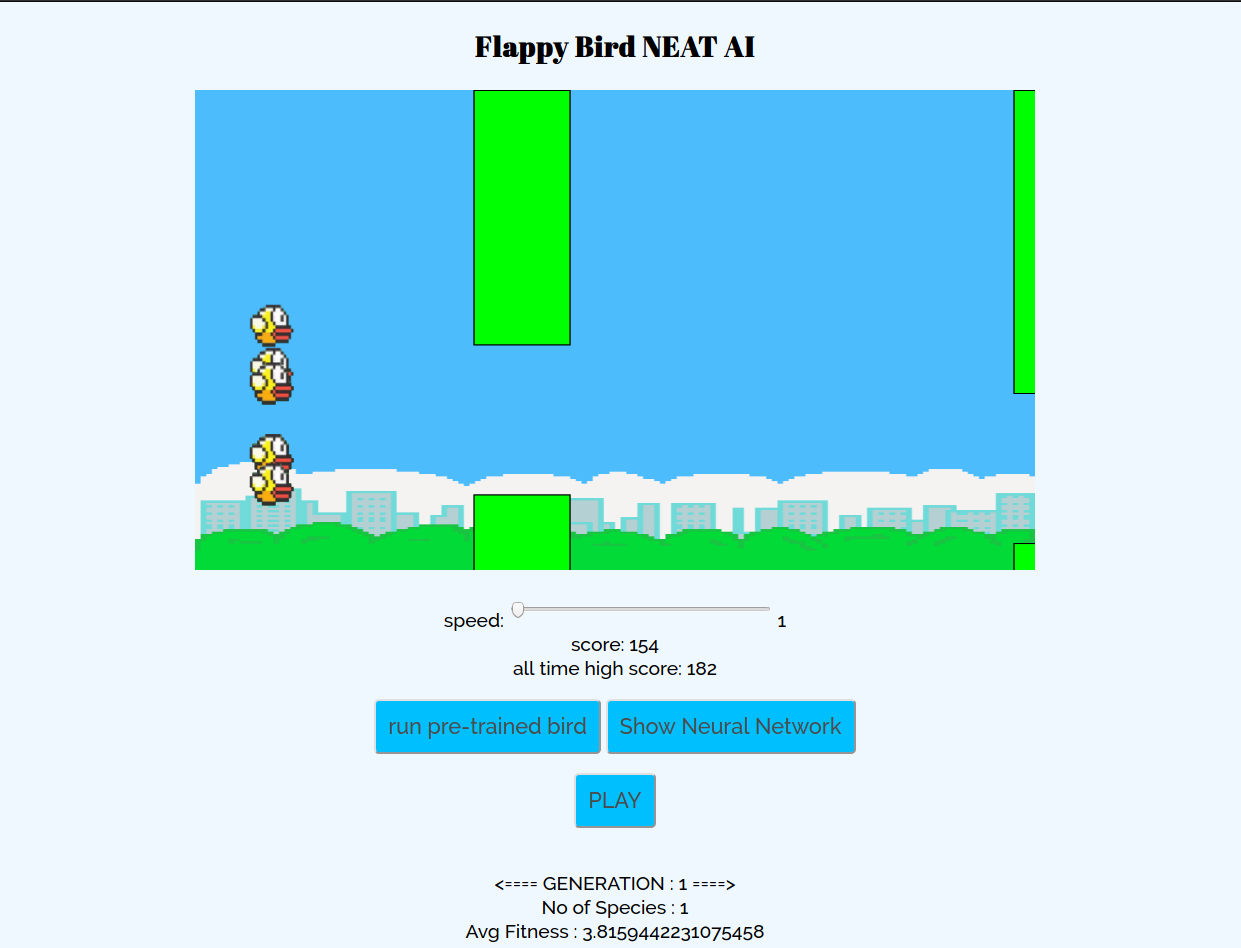 Flappy Bird NEAT AI
speed: 1
score: 154
all time high score: 182
run pre-trained bird Show Neural Network
PLAY
<==== GENERATION : 1 ====>
No of Species : 1
Avg Fitness : 3.8159442231075458